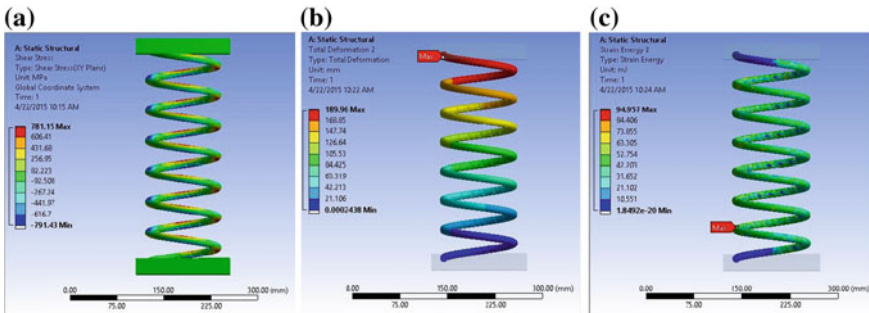 (a)
A: Static Structural
Shear Stress
Type: Shear Stress(XY Plane)
Unit: MPa
Global Coordinate System
Time: 1
4/22/2015 10:15 AM
781.15 Max
606.41
431.68
256.95
82.223
-92.508
-267.24
-441.97
-616.7
-791.43 Min
0.00
150.00
300.00 (mm)
75.00
225.00
(b)
A: Static Structural
Total Deformation 2
Type: Total Deformation
Unit: mm
Time: 1
4/22/2015 10:22 AM
Max
189.96 Max
168.85
147.74
126.64
105.53
84.425
63.319
42.213
21.106
0.0002438 Min
0.00
150.00
300.00 (mm)
75.00
225.00
(c)
A: Static Structural
Strain Energy 2
Type: Strain Energy
Unit: mJ
Time: 1
4/22/2015 10:24 AM
94.957 Max
84.406
73.855
63.305
52.754
42.203
31.652
21.102
10.551
1.8492e-20 Min
Max
0.00
150.00
300.00 (mm)
75.00
225.00